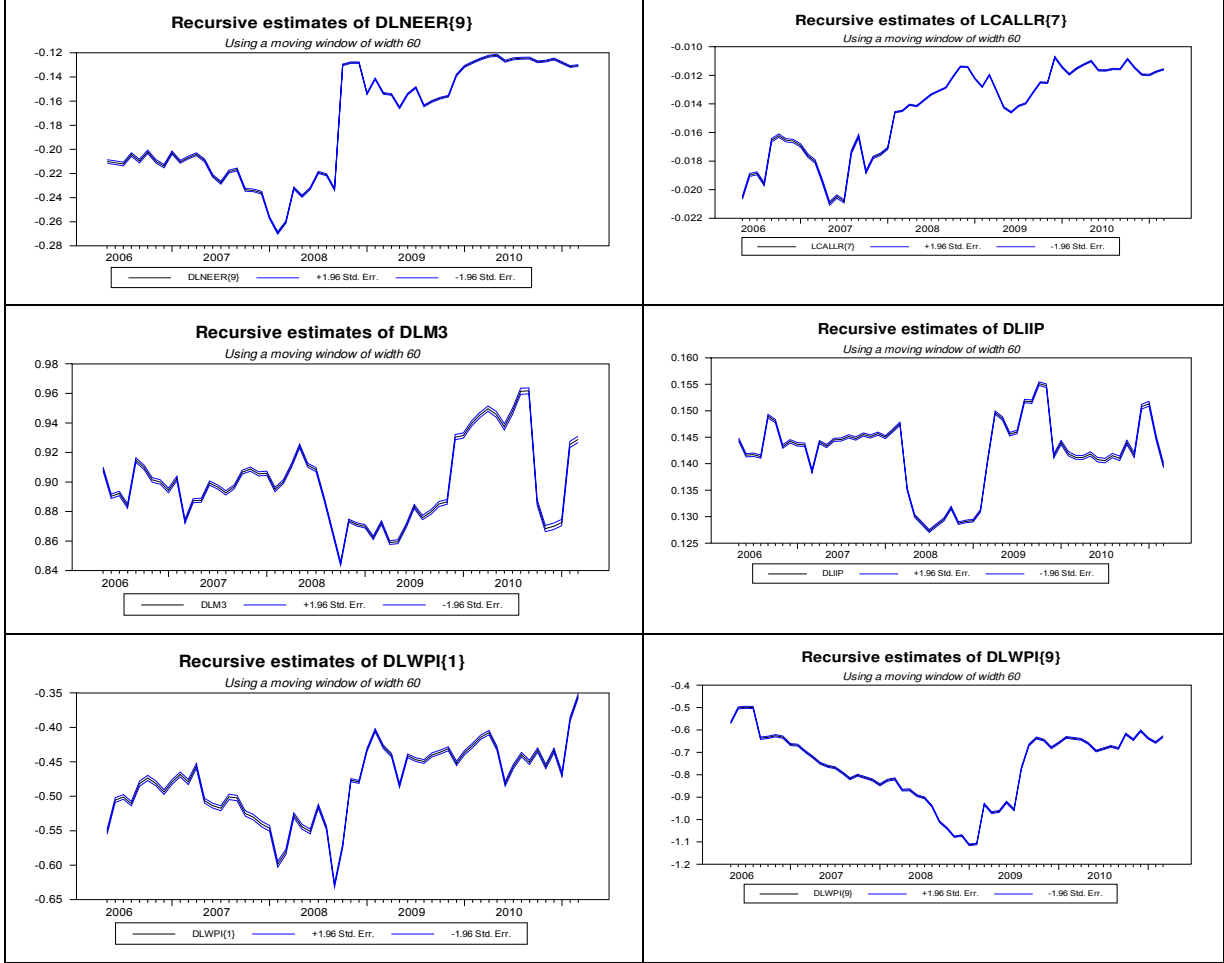 Recursive estimates of DLNEER{9}
Using a moving window of width 60
-0.12
-0.14
-0.16
-0.18
-0.20
-0.22
-0.24
-0.26
-0.28
2006 2007 2008 2009 2010
DLNEER{9} +1.96 Std. Err. -1.96 Std. Err.
Recursive estimates of LCALLR{7}
Using a moving window of width 60
-0.010
-0.012
-0.014
-0.016
-0.018
-0.020
-0.022
2006 2007 2008 2009 2010
LCALLR{7} +1.96 Std. Err. -1.96 Std. Err.
Recursive estimates of DLM3
Using a moving window of width 60
0.98
0.96
0.94
0.92
0.90
0.88
0.86
0.84
2006 2007 2008 2009 2010
DLM3 +1.96 Std. Err. -1.96 Std. Err.
Recursive estimates of DLIIP
Using a moving window of width 60
0.160
0.155
0.150
0.145
0.140
0.135
0.130
0.125
2006 2007 2008 2009 2010
DLIIP +1.96 Std. Err. -1.96 Std. Err.
Recursive estimates of DLWPI{1}
Using a moving window of width 60
-0.35
-0.40
-0.45
-0.50
-0.55
-0.60
-0.65
2006 2007 2008 2009 2010
DLWPI{1} +1.96 Std. Err. -1.96 Std. Err.
Recursive estimates of DLWPI{9}
Using a moving window of width 60
-0.4
-0.5
-0.6
-0.7
-0.8
-0.9
-1.0
-1.1
-1.2
2006 2007 2008 2009 2010
DLWPI{9} +1.96 Std. Err. -1.96 Std. Err.